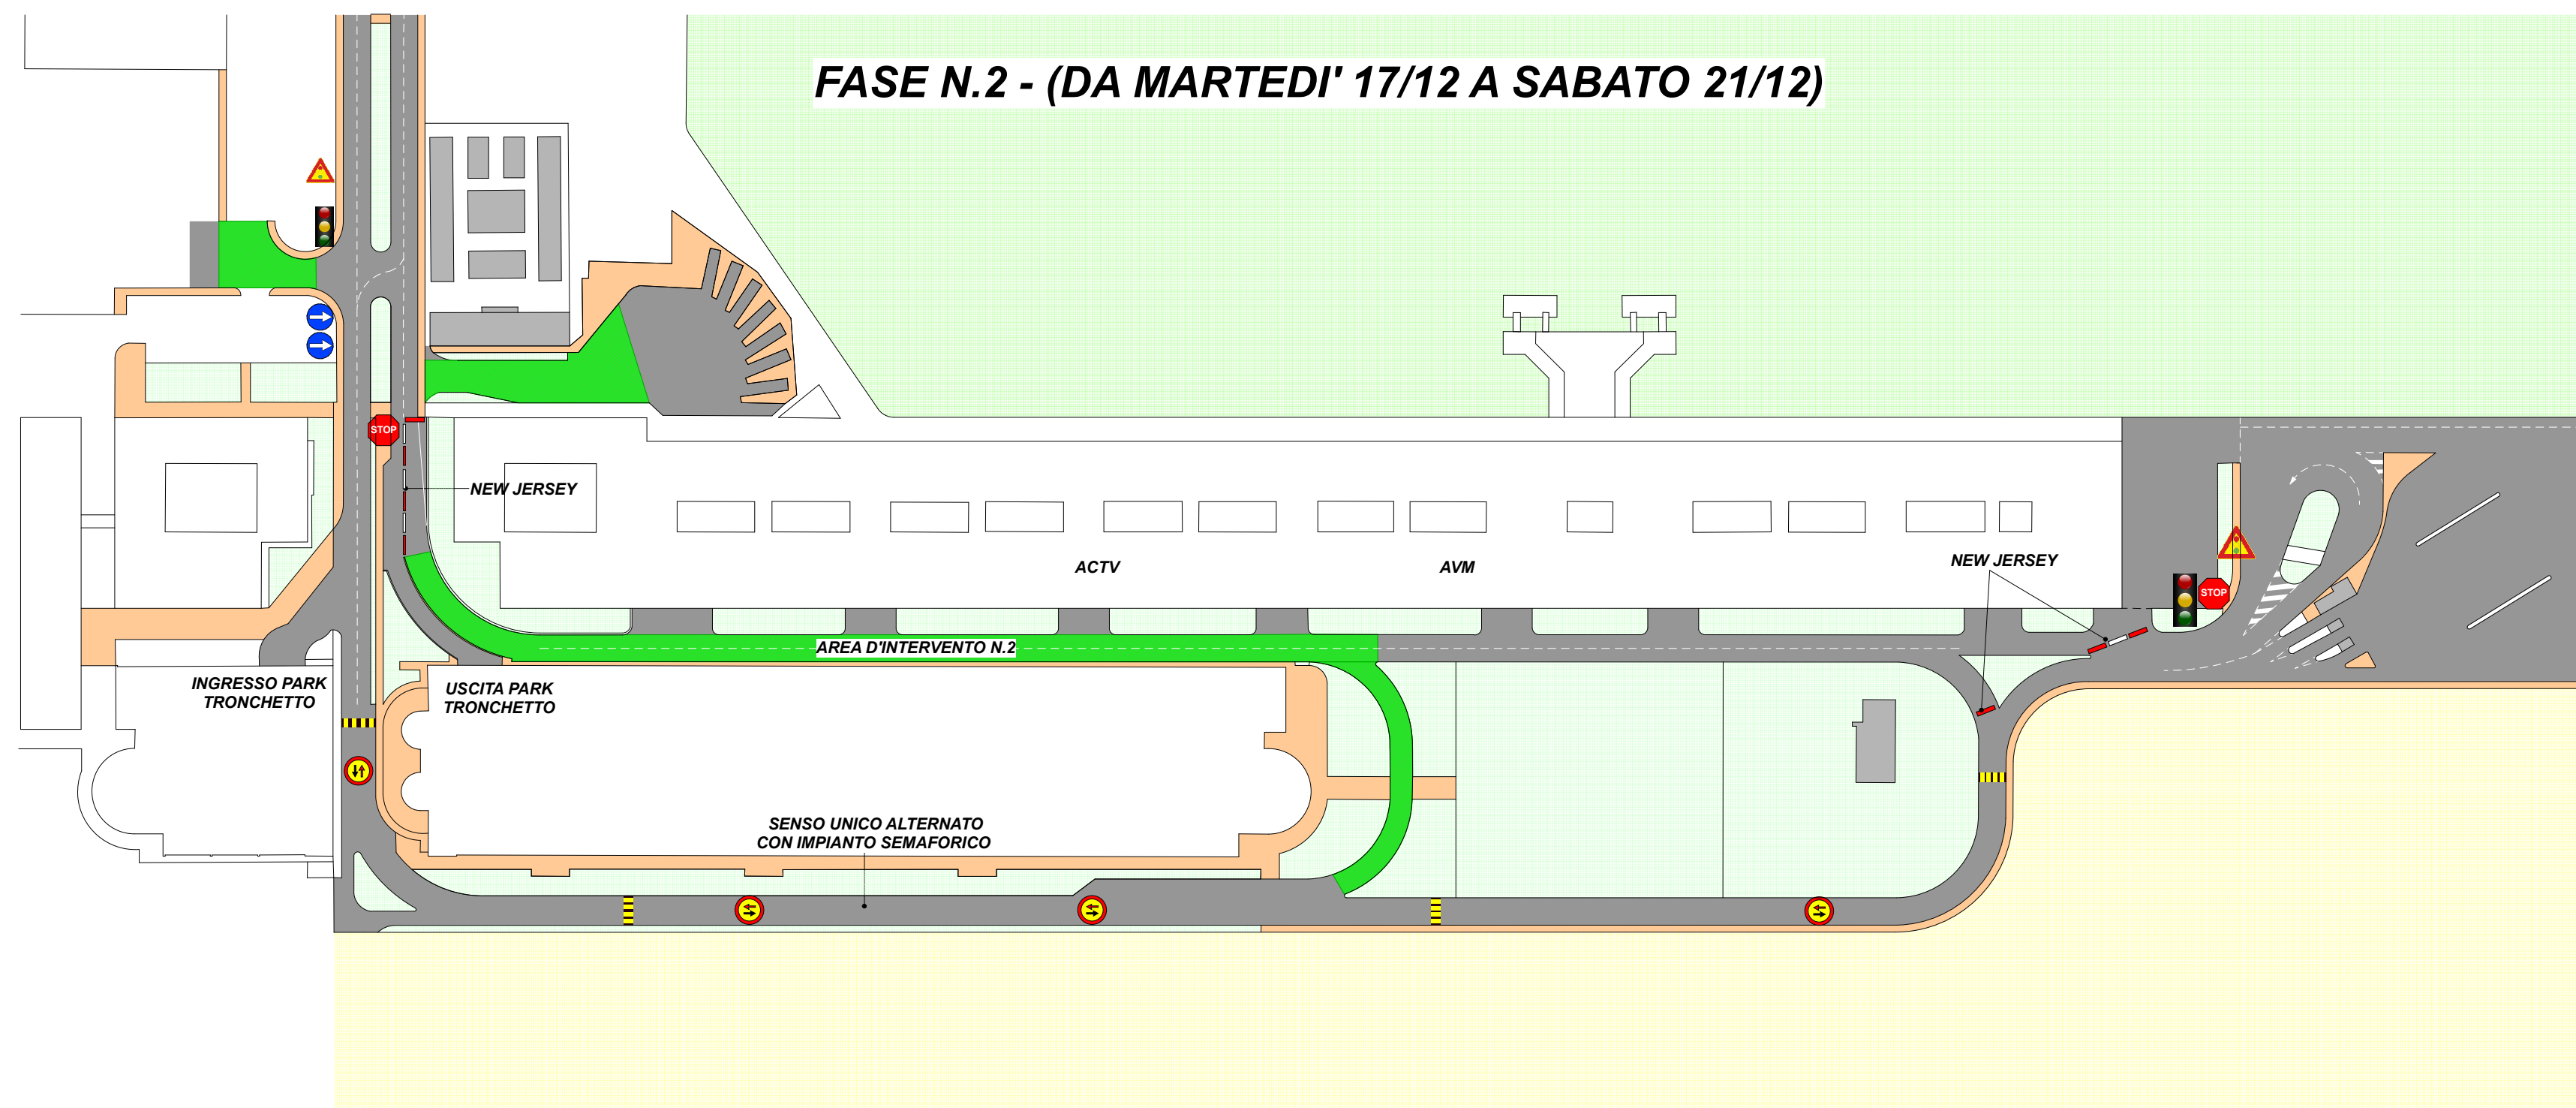 FASE N.2 - (DA MARTEDI' 17/12 A SABATO 21/12)
STOP
NEW JERSEY
ACTV
AVM
NEW JERSEY
STOP
AREA D'INTERVENTO N.2
INGRESSO PARK
TRONCHETTO
USCITA PARK
TRONCHETTO
SENSO UNICO ALTERNATO
CON IMPIANTO SEMAFORICO